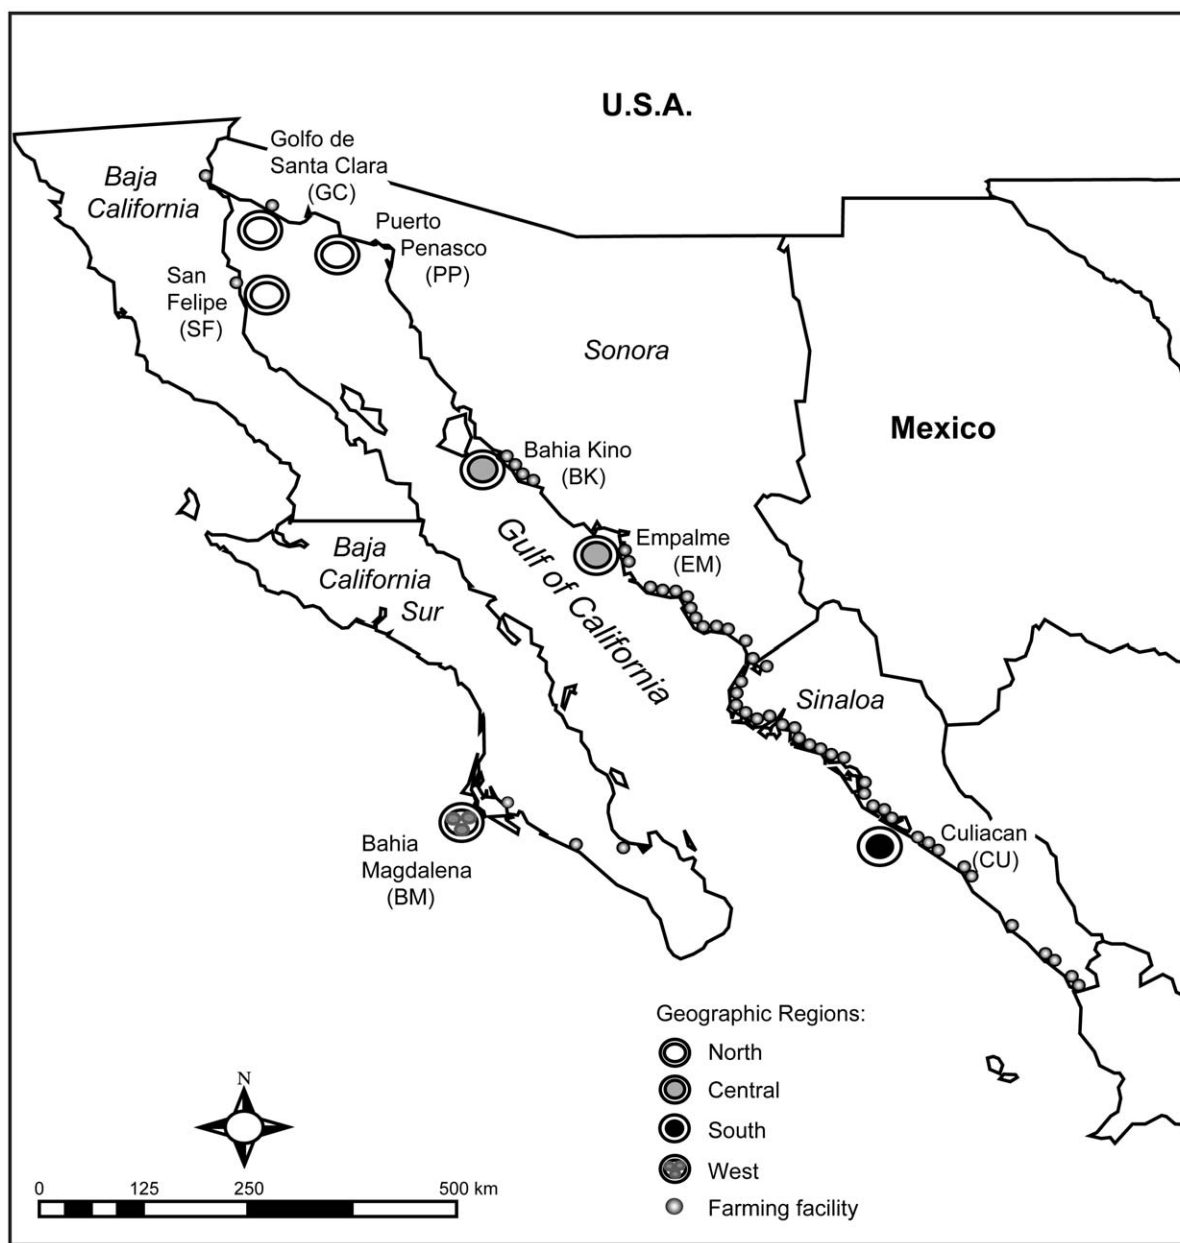 U.S.A.
Golfo de
Santa Clara
(GC)
Baja
California
Puerto
Penasco
(PP)
San
Felipe
(SF)
Sonora
Mexico
Bahia Kino
(BK)
Gulf of California
Empalme
(EM)
Baja
California
Sur
Sinaloa
Culiacan
(CU)
Bahia
Magdalena
(BM)
Geographic Regions:
North
Central
South
West
Farming facility
N
0 125 250 500 km